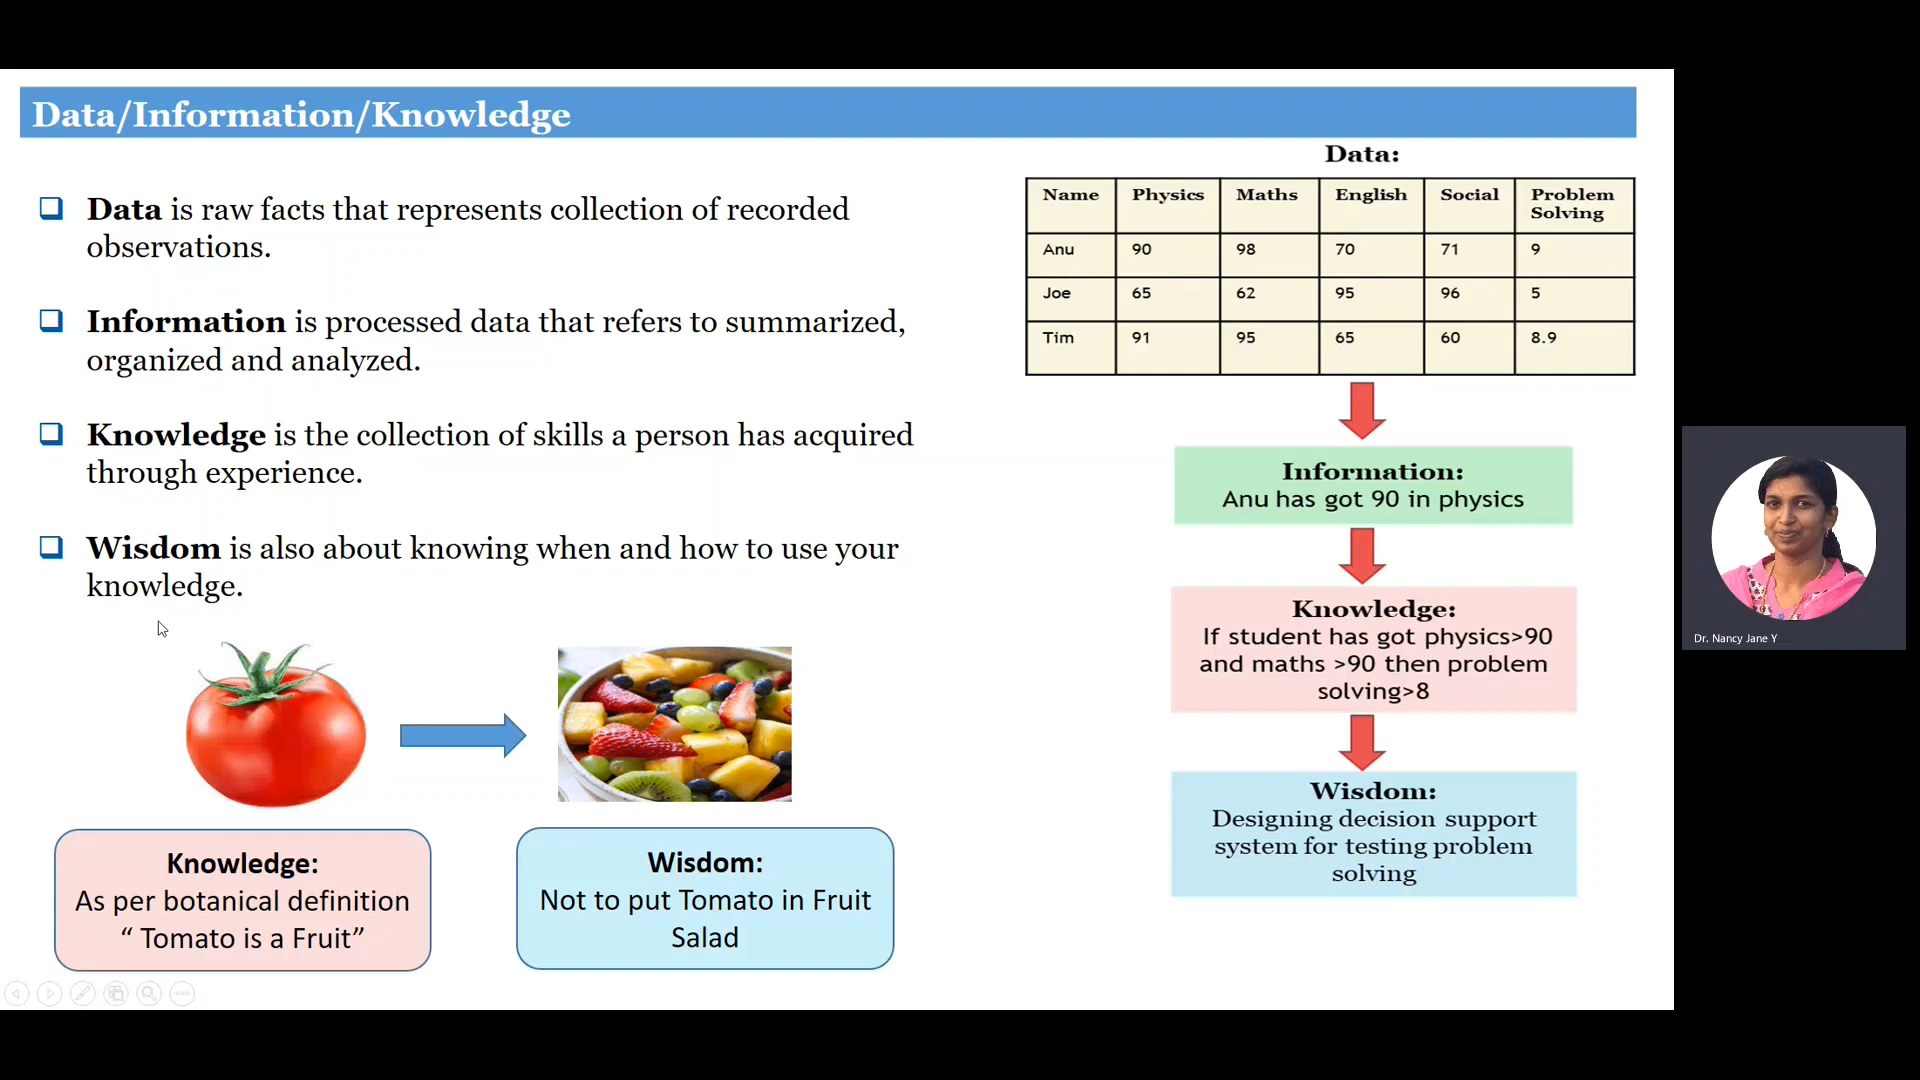 Data/Information/Knowledge
Data is raw facts that represents collection of recorded
observations.
Information is processed data that refers to summarized,
organized and analyzed.
Knowledge is the collection of skills a person has acquired
through experience.
Wisdom is also about knowing when and how to use your
knowledge.
Knowledge:
As per botanical definition
“ Tomato is a Fruit”
Wisdom:
Not to put Tomato in Fruit
Salad
Data:
Name Physics Maths English Social Problem
Solving
Anu 90 98 70 71 9
Joe 65 62 95 96 5
Tim 91 95 65 60 8.9
Information:
Anu has got 90 in physics
Knowledge:
If student has got physics>90
and maths >90 then problem
solving>8
Wisdom:
Designing decision support
system for testing problem
solving
Dr. Nancy Jane Y